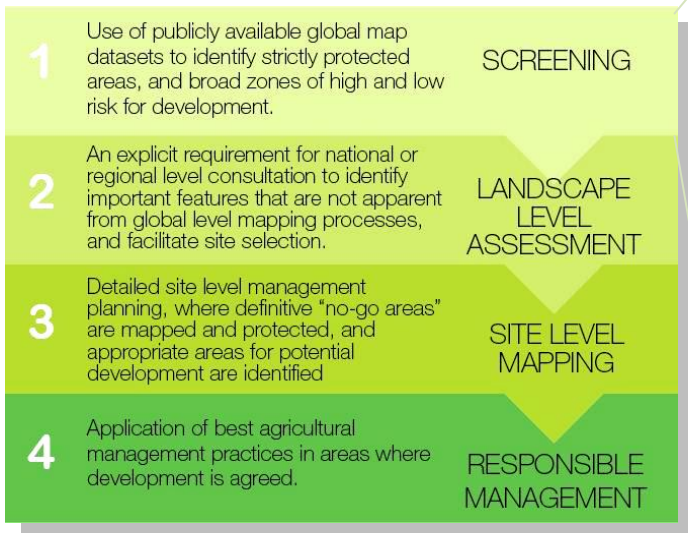 1
Use of publicly available global map
datasets to identify strictly protected
areas, and broad zones of high and low
risk for development.
SCREENING
2
An explicit requirement for national or
regional level consultation to identify
important features that are not apparent
from global level mapping processes,
and facilitate site selection.
LANDSCAPE
LEVEL
ASSESSMENT
3
Detailed site level management
planning, where definitive “no-go areas”
are mapped and protected, and
appropriate areas for potential
development are identified
SITE LEVEL
MAPPING
4
Application of best agricultural
management practices in areas where
development is agreed.
RESPONSIBLE
MANAGEMENT